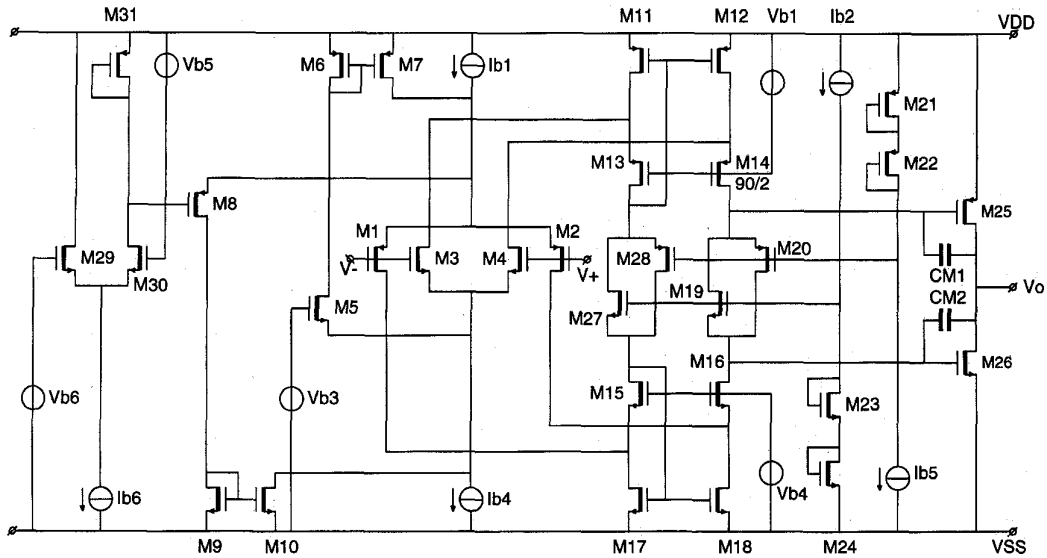 M31 M11 M12 Vb1 Ib2 VDD
Vb5 M6 M7 Ib1
M21
M13 M14 M22
90/2
M8
M1 M2 M25
M29 M3 M4 M28 M20
V- V+
M30 CM1
M19 Vo
M5 M27 CM2
M16 M26
Vb6 Vb3 M15 M23
Ib6 Ib4 Vb4 Ib5
M9 M10 M17 M18 M24 VSS